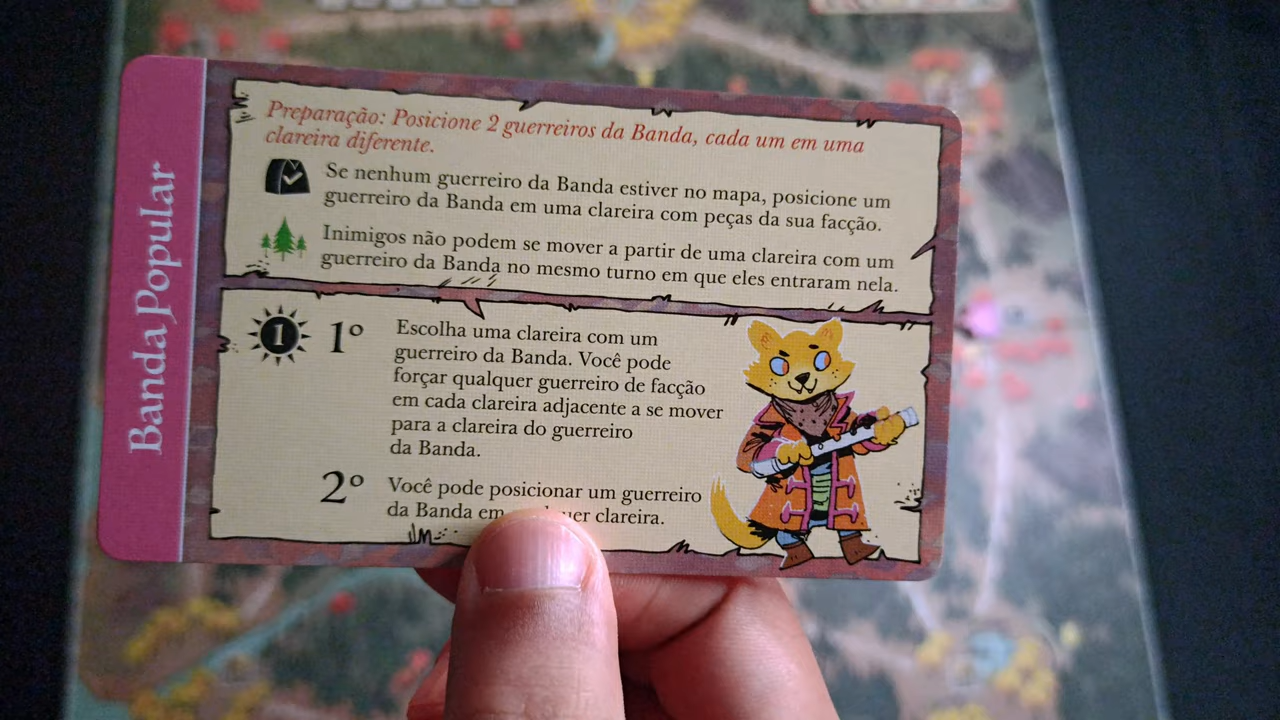 Banda Popular
Preparação: Posicione 2 guerreiros da Banda, cada um em uma
clareira diferente.
Se nenhum guerreiro da Banda estiver no mapa, posicione um
guerreiro da Banda em uma clareira com peças da sua facção.
Inimigos não podem se mover a partir de uma clareira com um
guerreiro da Banda no mesmo turno em que eles entraram nela.
1
1º
Escolha uma clareira com um
guerreiro da Banda. Você pode
forçar qualquer guerreiro de facção
em cada clareira adjacente a se mover
para a clareira do guerreiro
da Banda.
2º
Você pode posicionar um guerreiro
da Banda em clareira.